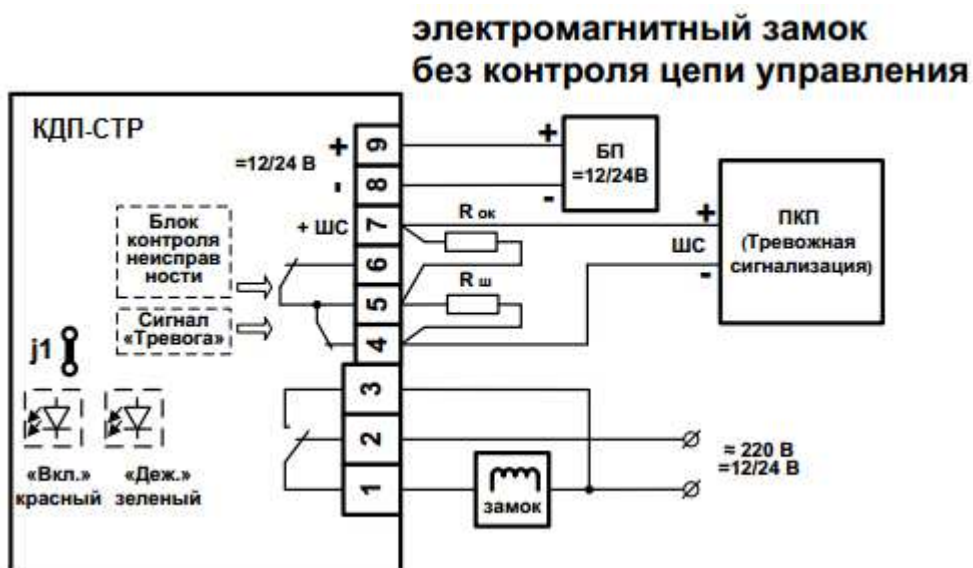 электромагнитный замок
без контроля цепи управления
КДП-СТР
=12/24 В
+
-
9
8
+
-
БП
=12/24В
Блок
контроля
неисправ
ности
Сигнал
«Тревога»
+ ШС
7
6
5
4
R ок
R ш
+
ШС
-
ПКП
(Тревожная
сигнализация)
j1
3
2
1
«Вкл.»
красный
«Деж.»
зеленый
замок
≈ 220 В
=12/24 В